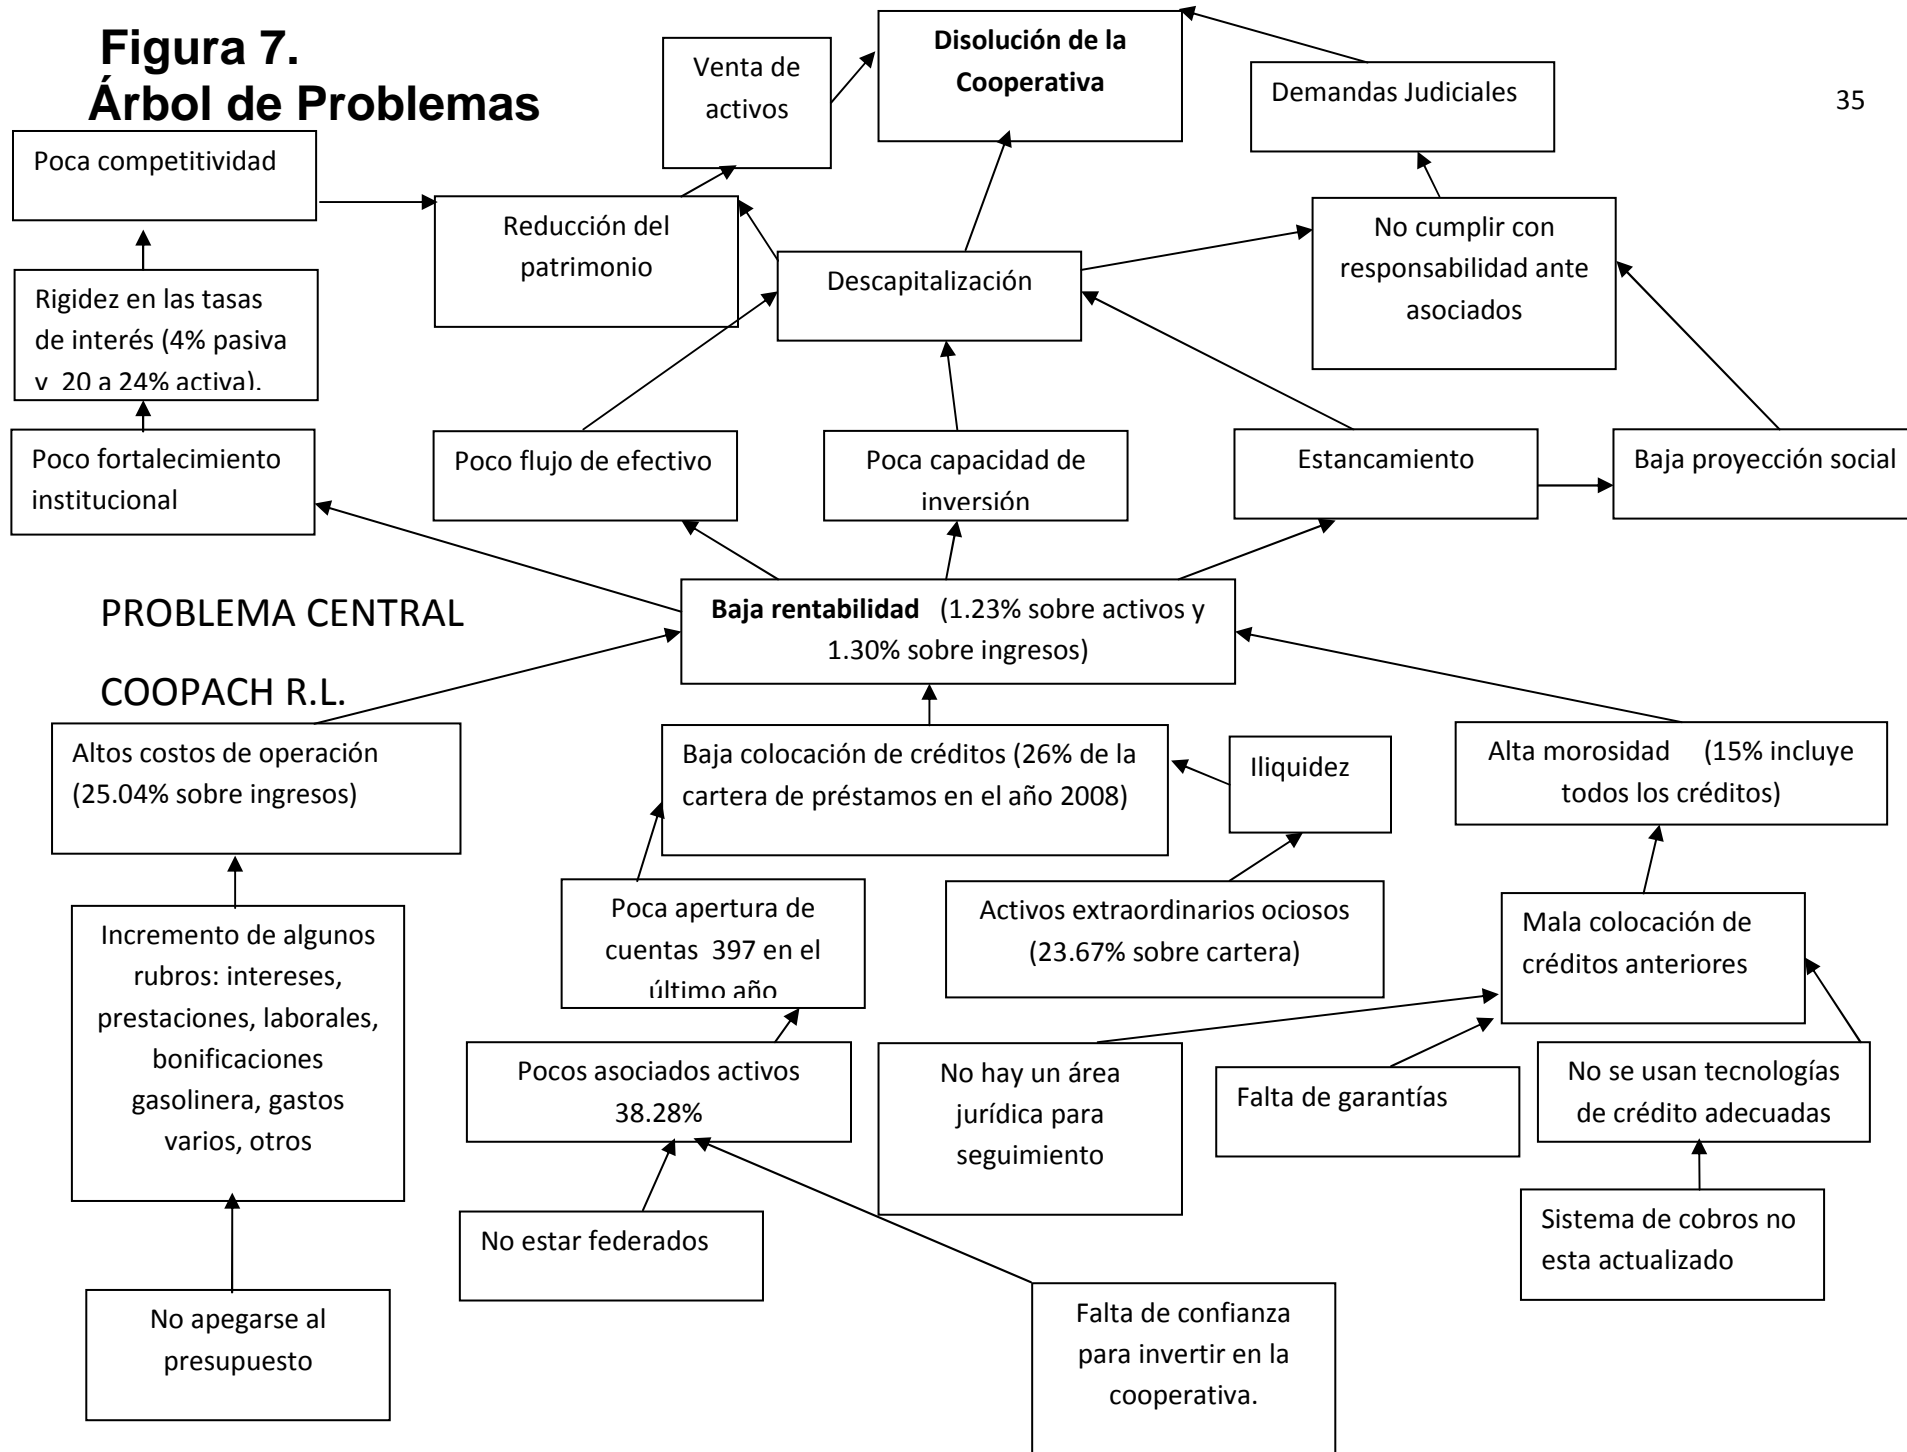 Figura 7.
Árbol de Problemas
35
Disolución de la
Cooperativa
Venta de
activos
Demandas Judiciales
Poca competitividad
Reducción del
patrimonio
Descapitalización
No cumplir con
responsabilidad ante
asociados
Rigidez en las tasas
de interés (4% pasiva
y 20 a 24% activa).
Poco fortalecimiento
institucional
Poco flujo de efectivo
Poca capacidad de
inversión
Estancamiento
Baja proyección social
PROBLEMA CENTRAL
COOPACH R.L.
Baja rentabilidad (1.23% sobre activos y
1.30% sobre ingresos)
Altos costos de operación
(25.04% sobre ingresos)
Baja colocación de créditos (26% de la
cartera de préstamos en el año 2008)
Iliquidez
Alta morosidad (15% incluye
todos los créditos)
Incremento de algunos
rubros: intereses,
prestaciones, laborales,
bonificaciones
gasolinera, gastos
varios, otros
Poca apertura de
cuentas 397 en el
último año
Activos extraordinarios ociosos
(23.67% sobre cartera)
Mala colocación de
créditos anteriores
Pocos asociados activos
38.28%
No hay un área
jurídica para
seguimiento
Falta de garantías
No se usan tecnologías
de crédito adecuadas
No estar federados
Sistema de cobros no
esta actualizado
No apegarse al
presupuesto
Falta de confianza
para invertir en la
cooperativa.